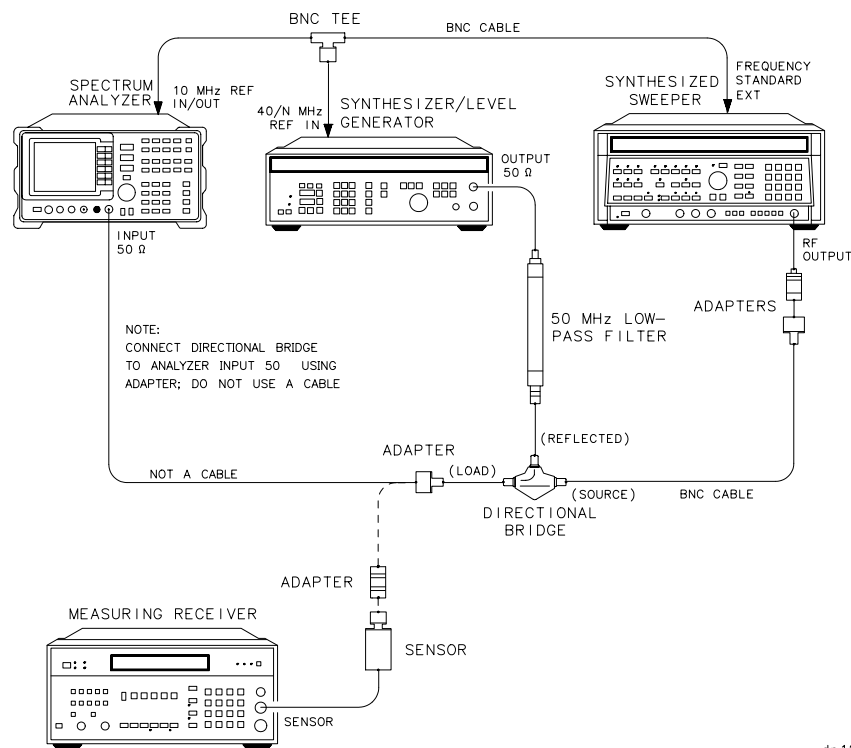 BNC TEE
BNC CABLE
SPECTRUM
ANALYZER
10 MHz REF
IN/OUT
40/N MHz
REF IN
SYNTHESIZER/LEVEL
GENERATOR
SYNTHESIZED
SWEEPER
FREQUENCY
STANDARD
EXT
OUTPUT
50 Ω
INPUT
50 Ω
RF
OUTPUT
ADAPTERS
50 MHz LOW–
PASS FILTER
NOTE:
CONNECT DIRECTIONAL BRIDGE
TO ANALYZER INPUT 50 USING
ADAPTER; DO NOT USE A CABLE
(REFLECTED)
ADAPTER
(LOAD)
NOT A CABLE
(SOURCE)
BNC CABLE
DIRECTIONAL
BRIDGE
ADAPTER
MEASURING RECEIVER
SENSOR
SENSOR